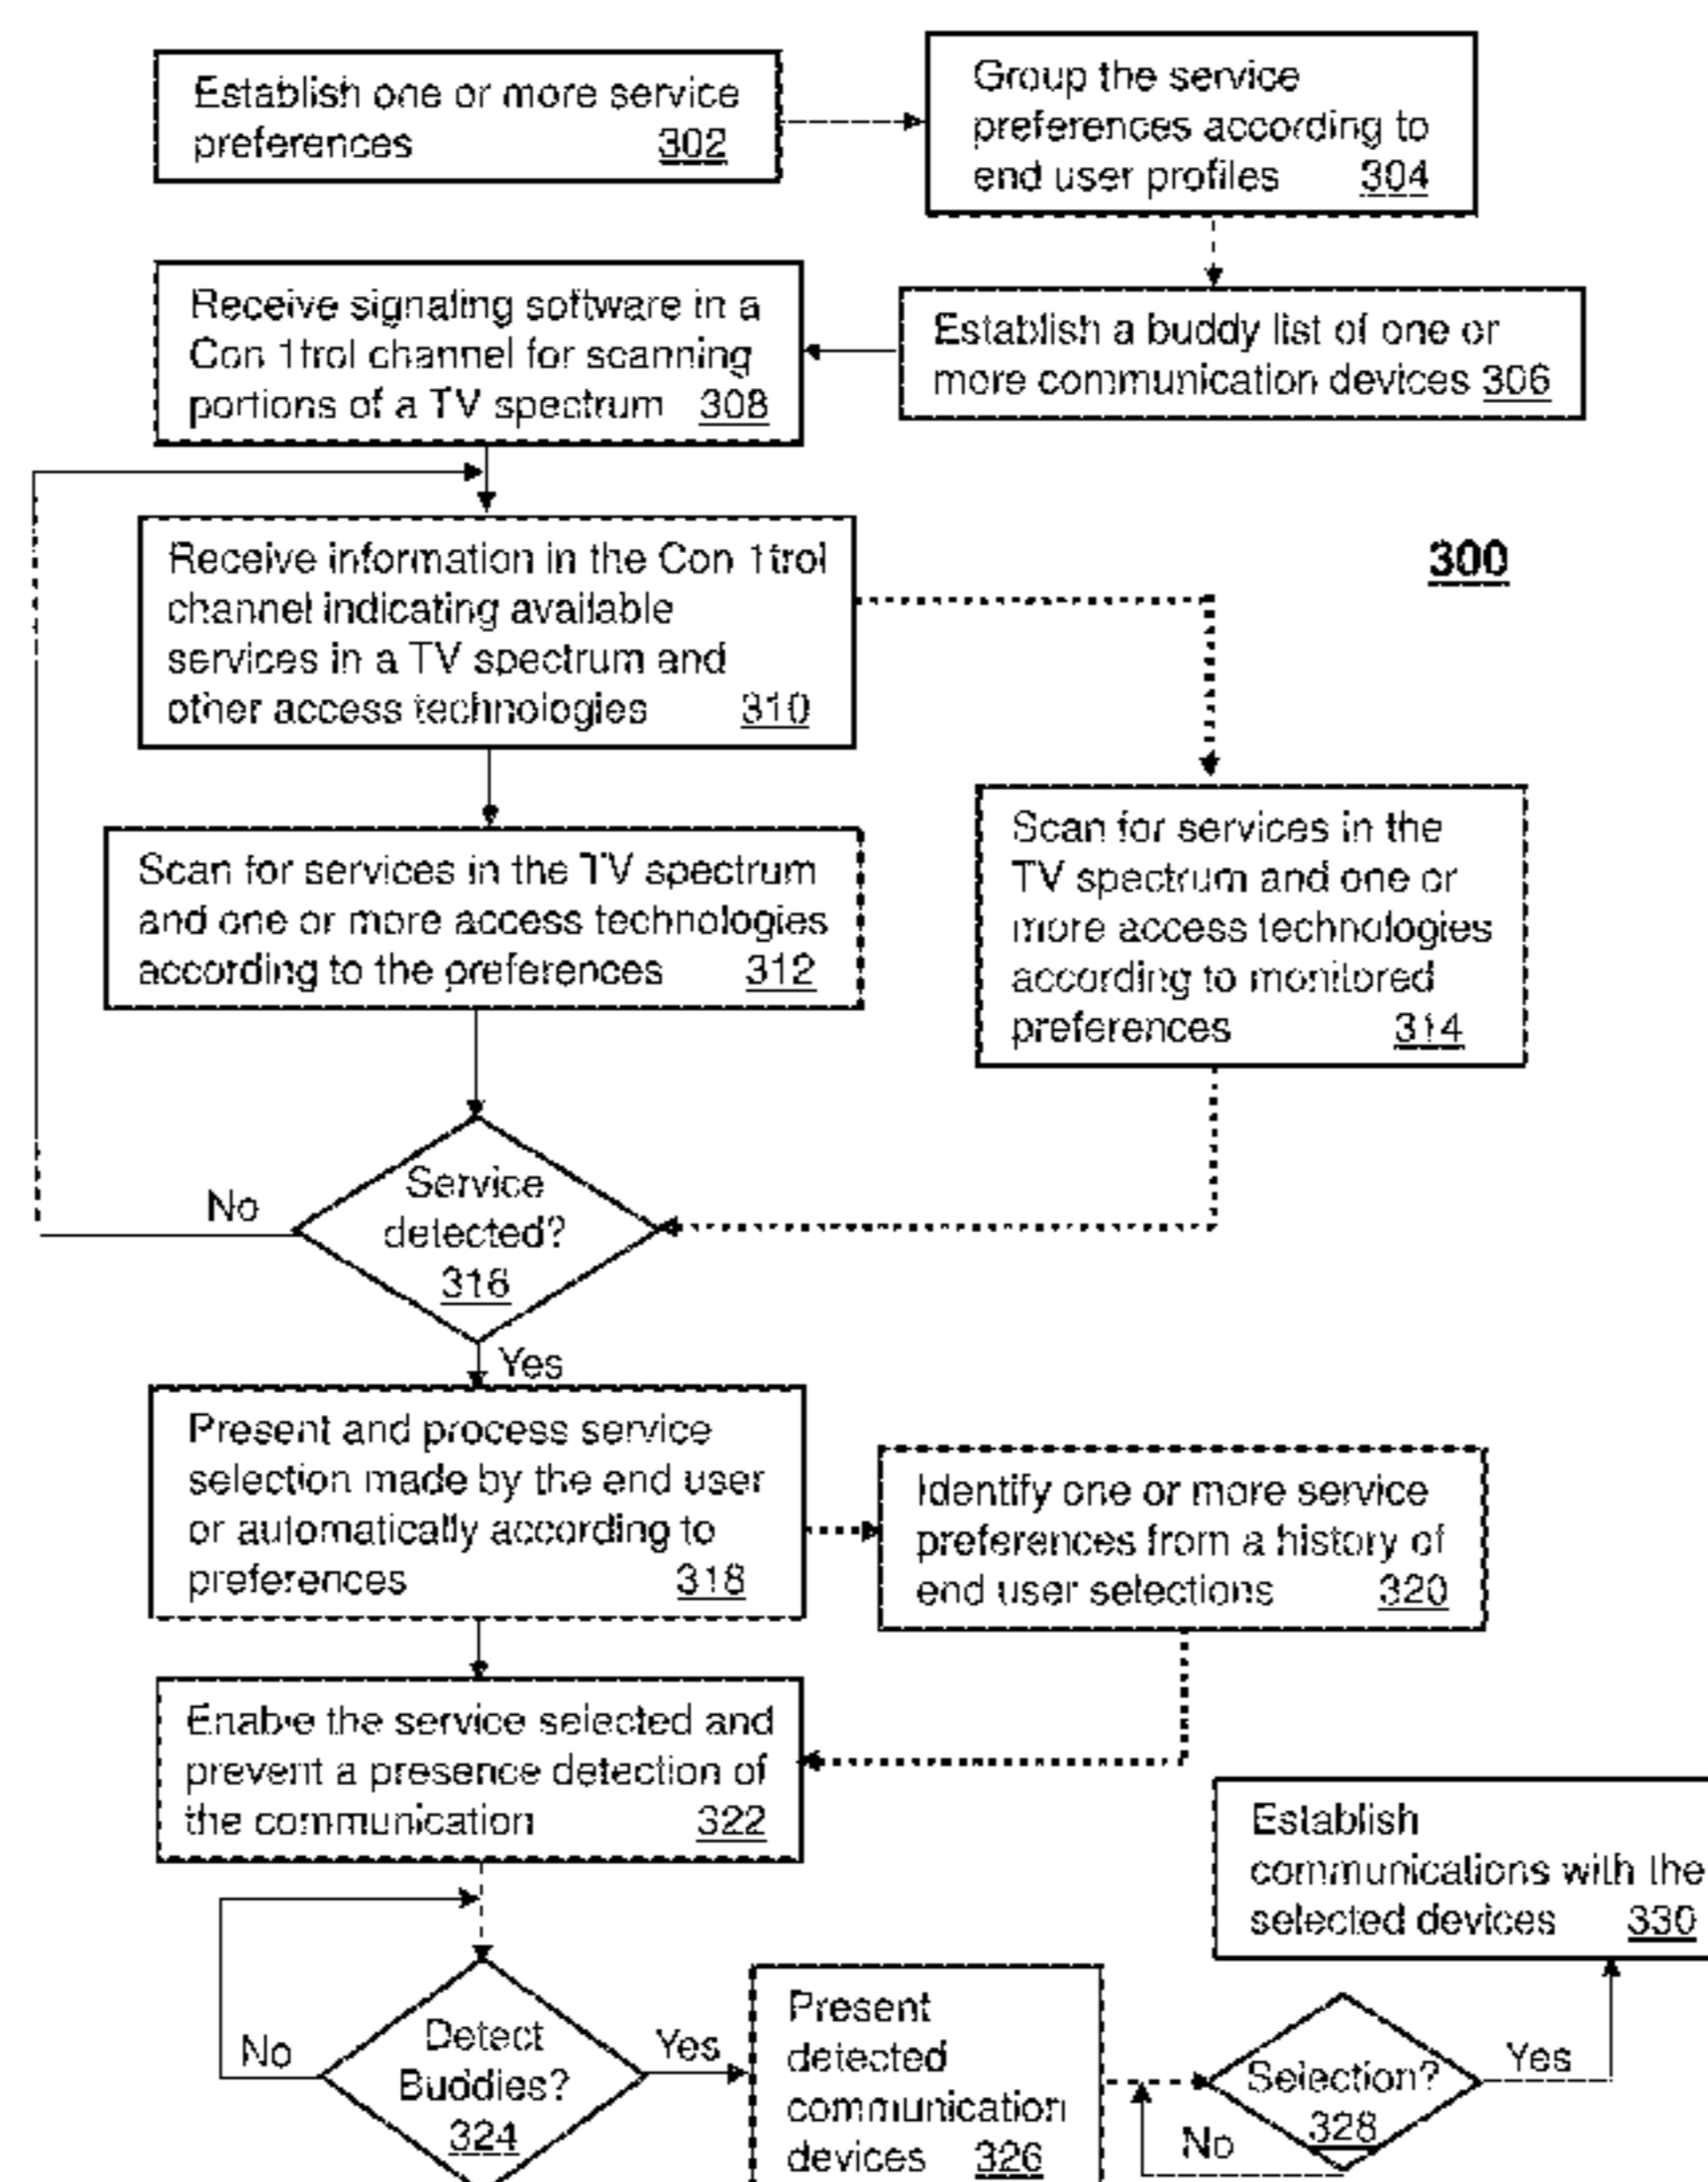 Establish one or more service
preferences 302
Group the service
preferences according to
end user profiles 304
Receive signaling software in a
Con 1trol channel for scanning
portions of a TV spectrum 308
Establish a buddy list of one or
more communication devices 306
Receive information in the Con 1trol
channel indicating available
services in a TV spectrum and
other access technologies 310
300
Scan for services in the TV spectrum
and one or more access technologies
according to the preferences 312
Scan for services in the
TV spectrum and one or
more access technologies
according to monitored
preferences 314
Service
detected?
316
No
Yes
Present and process service
selection made by the end user
or automatically according to
preferences 318
Identify one or more service
preferences from a history of
end user selections 320
Enable the service selected and
prevent a presence detection of
the communication 322
Establish
communications with the
selected devices 330
Detect
Buddies?
324
No
Yes
Present
detected
communication
devices 326
Selection?
328
No
Yes